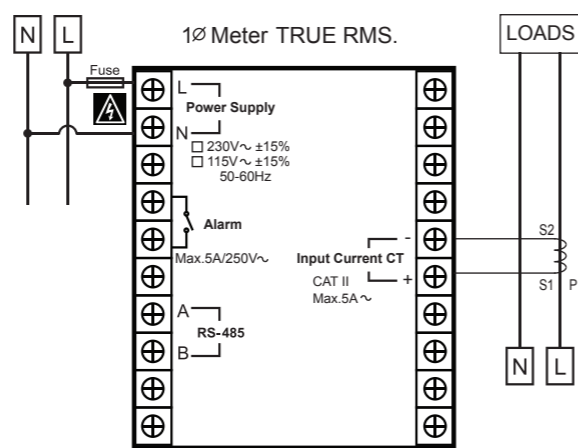 N L
1Ø Meter TRUE RMS.
LOADS
Fuse
L
Power Supply
N
230V~ ±15%
115V~ ±15%
50-60Hz
Alarm
Max.5A/250V~
-
Input Current CT
+
CAT II
Max.5A~
S2
S1 P
A
RS-485
B
N L